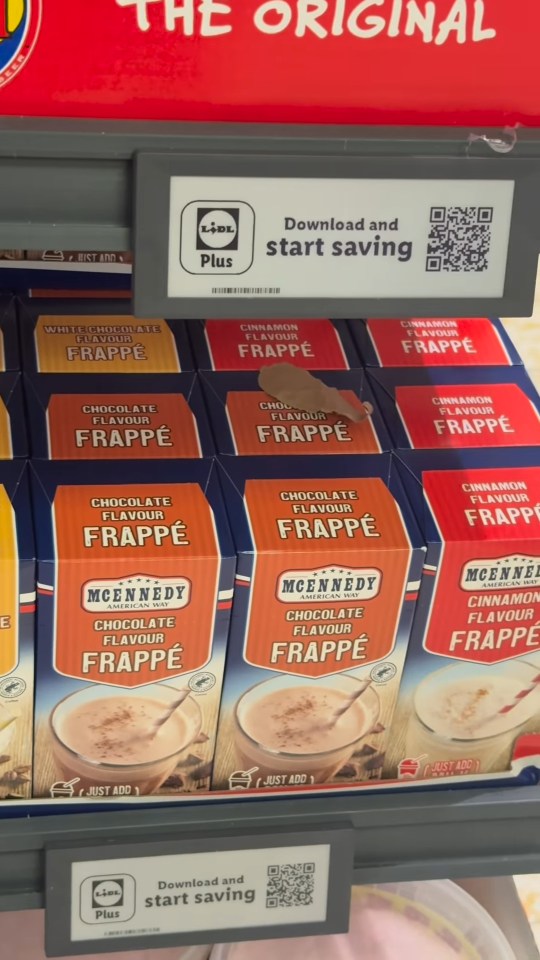 THE ORIGINAL
LIDL
Plus
Download and
start saving
JUST ADD
WHITE CHOCOLATE
FLAVOUR
FRAPPÉ
CINNAMON
FLAVOUR
FRAPPÉ
CINNAMON
FLAVOUR
FRAPPÉ
CHOCOLATE
FLAVOUR
FRAPPÉ
FLAVOUR
FRAPPÉ
CINNAMON
FLAVOUR
FRAPPÉ
CHOCOLATE
FLAVOUR
FRAPPÉ
CHOCOLATE
FLAVOUR
FRAPPÉ
CINNAMON
FLAVOUR
FRAPPÉ
MCENNEDY
AMERICAN WAY
CHOCOLATE
FLAVOUR
FRAPPÉ
JUST ADD
MCENNEDY
AMERICAN WAY
CHOCOLATE
FLAVOUR
FRAPPÉ
JUST ADD
CINNAMON
FLAVOUR
FRAPPÉ
JUST ADD
LIDL
Plus
Download and
start saving